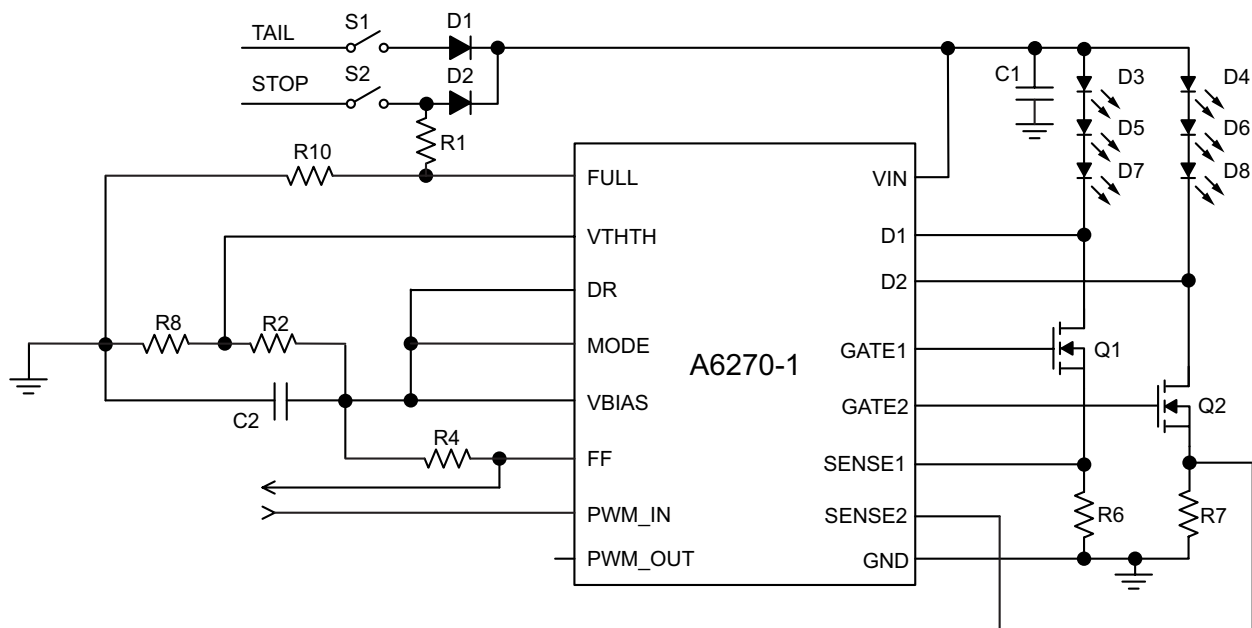 TAIL
S1
D1
STOP
S2
D2
R1
R10
C1
D3
D4
D5
D6
D7
D8
FULL
VIN
VTHTH
D1
DR
D2
R8
R2
MODE
A6270-1
GATE1
Q1
C2
VBIAS
GATE2
Q2
R4
FF
SENSE1
PWM_IN
SENSE2
R6
R7
PWM_OUT
GND